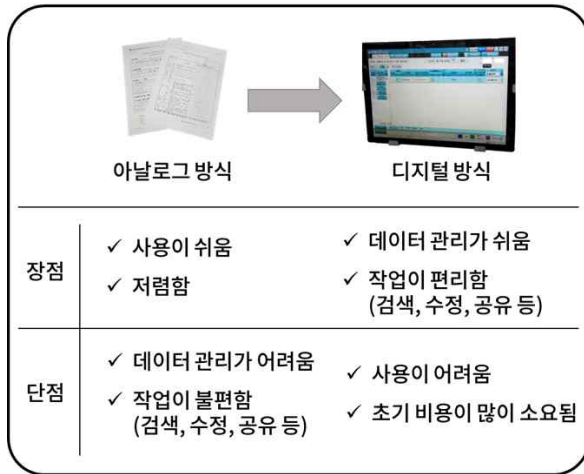 아날로그 방식
디지털 방식
장점
✓ 사용이 쉬움
✓ 저렴함
✓ 데이터 관리가 쉬움
✓ 작업이 편리함
(검색, 수정, 공유 등)
단점
✓ 데이터 관리가 어려움
✓ 작업이 불편함
(검색, 수정, 공유 등)
✓ 사용이 어려움
✓ 초기 비용이 많이 소요됨